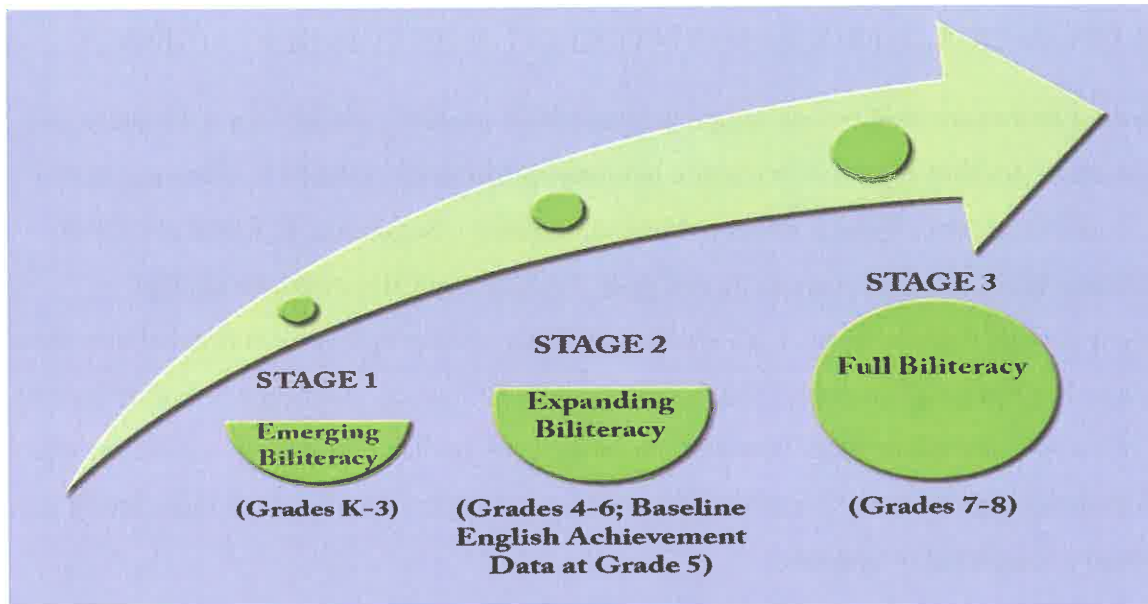 STAGE 1
Emerging
Biliteracy
(Grades K-3)
STAGE 2
Expanding
Biliteracy
(Grades 4-6; Baseline
English Achievement
Data at Grade 5)
STAGE 3
Full Biliteracy
(Grades 7-8)